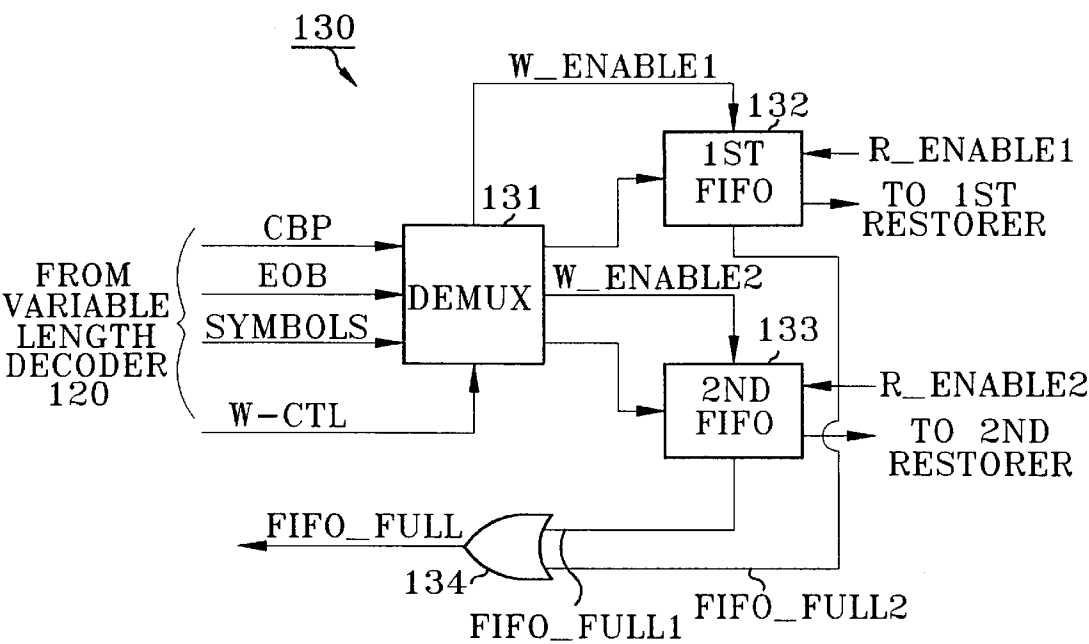 130
W_ENABLE1
132
1ST
FIFO
R_ENABLE1
TO 1ST
RESTORER
131
CBP
EOB
SYMBOLS
W-CTL
FROM
VARIABLE
LENGTH
DECODER
120
DEMUX
W_ENABLE2
133
2ND
FIFO
R_ENABLE2
TO 2ND
RESTORER
FIFO_FULL
134
FIFO_FULL1
FIFO_FULL2